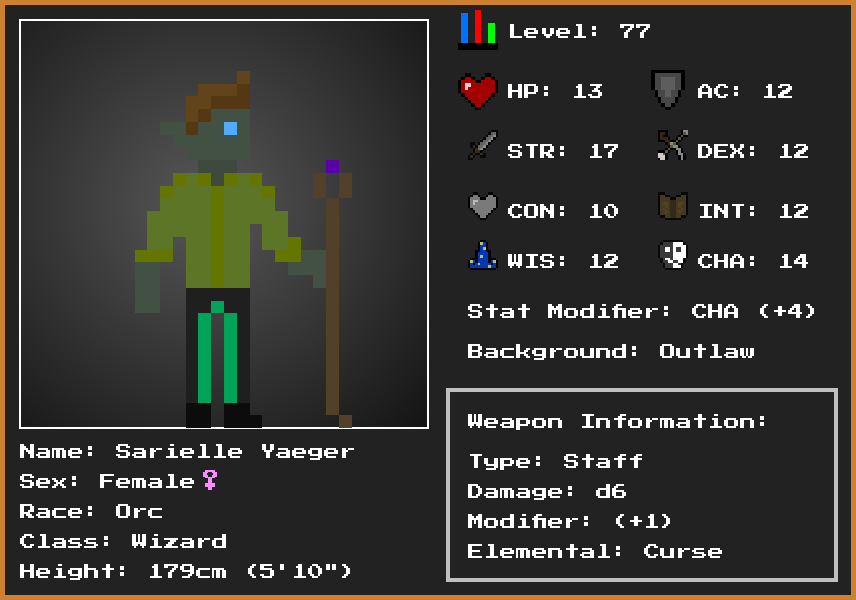 Level: 77
HP: 13
AC: 12
STR: 17
DEX: 12
CON: 10
INT: 12
WIS: 12
CHA: 14
Stat Modifier: CHA (+4)
Background: Outlaw
Weapon Information:
Type: Staff
Damage: d6
Modifier: (+1)
Elemental: Curse
Name: Sarielle Yaeger
Sex: Female♀
Race: Orc
Class: Wizard
Height: 179cm (5'10")